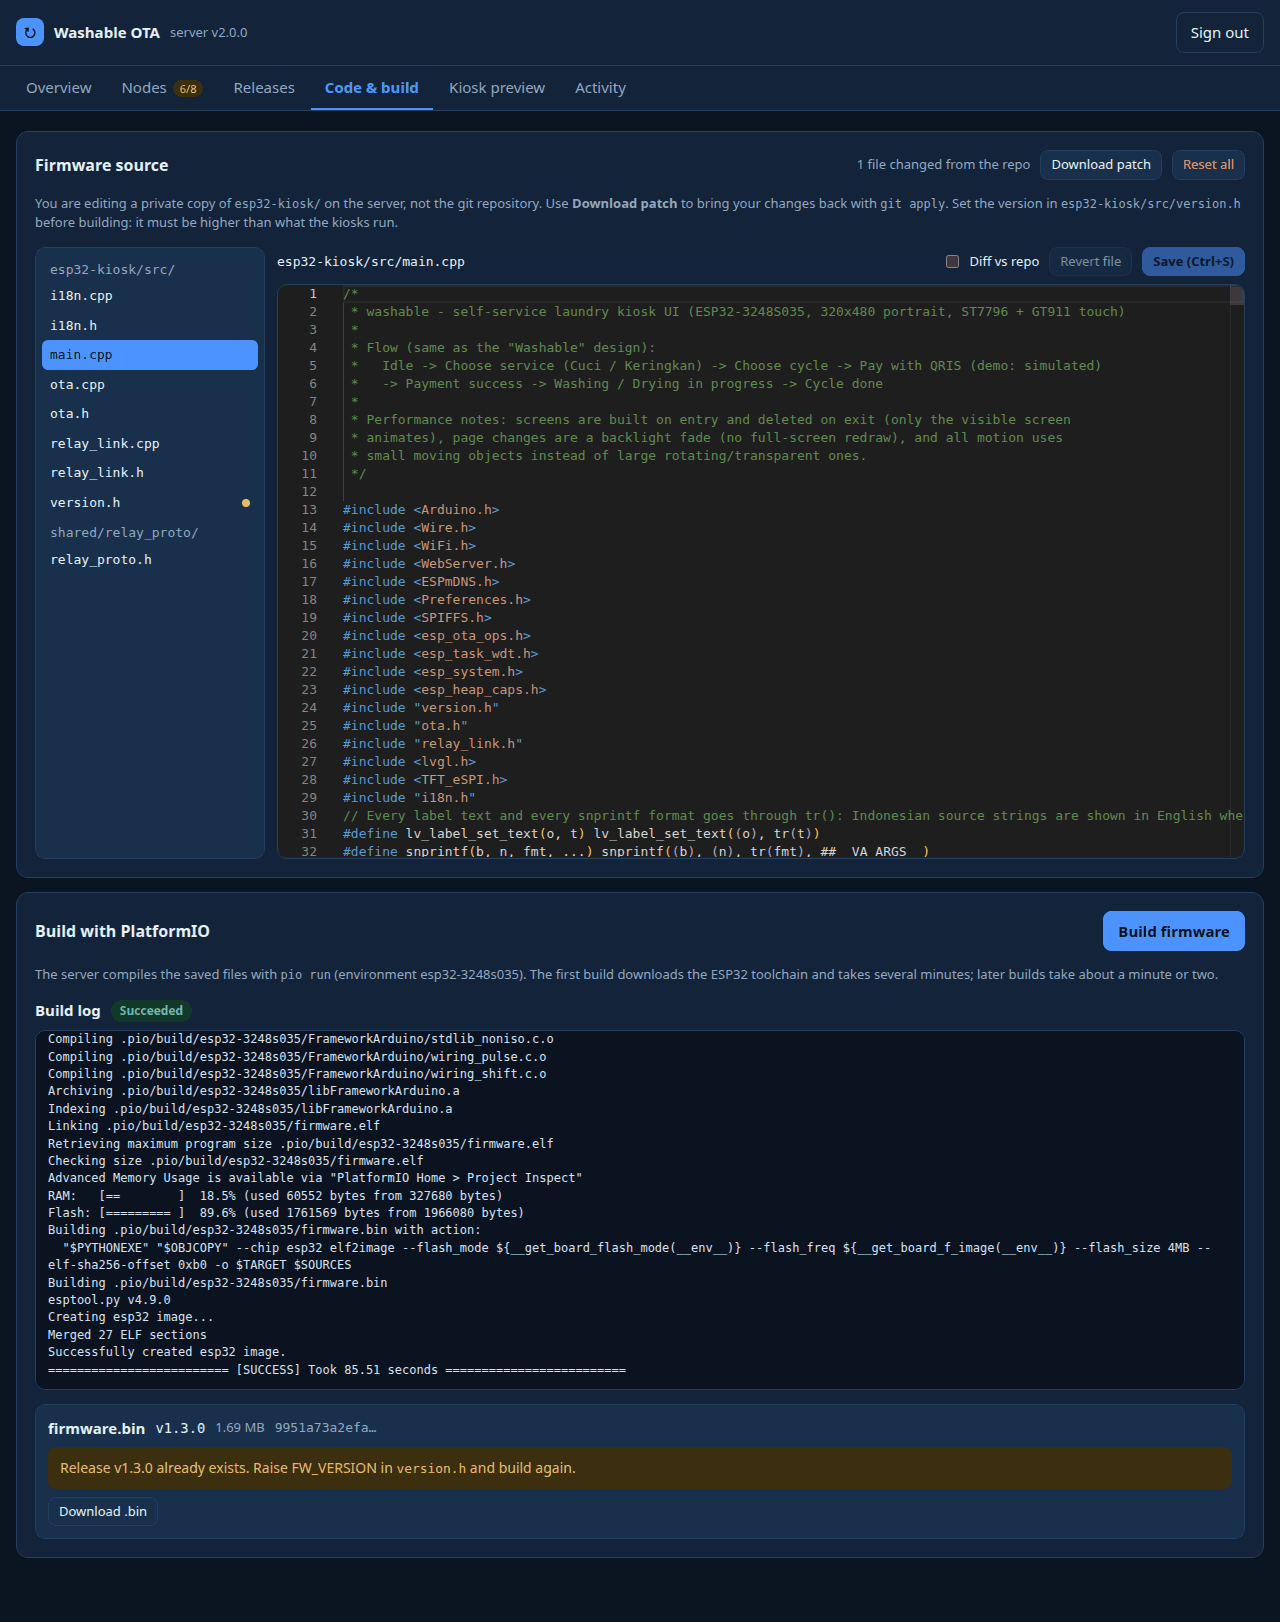 ↻ Washable OTA server v2.0.0 Sign out
Overview Nodes 6/8 Releases Code & build Kiosk preview Activity
Firmware source 1 file changed from the repo Download patch Reset all
You are editing a private copy of esp32-kiosk/ on the server, not the git repository. Use Download patch to bring your changes back with git apply. Set the version in esp32-kiosk/src/version.h
before building: it must be higher than what the kiosks run.
esp32-kiosk/src/
i18n.cpp
i18n.h
main.cpp
ota.cpp
ota.h
relay_link.cpp
relay_link.h
version.h
shared/relay_proto/
relay_proto.h
esp32-kiosk/src/main.cpp Diff vs repo Revert file Save (Ctrl+S)
1 /*
2  * washable - self-service laundry kiosk UI (ESP32-3248S035, 320x480 portrait, ST7796 + GT911 touch)
3  *
4  * Flow (same as the "Washable" design):
5  *   Idle -> Choose service (Cuci / Keringkan) -> Choose cycle -> Pay with QRIS (demo: simulated)
6  *   -> Payment success -> Washing / Drying in progress -> Cycle done
7  *
8  * Performance notes: screens are built on entry and deleted on exit (only the visible screen
9  * animates), page changes are a backlight fade (no full-screen redraw), and all motion uses
10  * small moving objects instead of large rotating/transparent ones.
11  */
12
13 #include <Arduino.h>
14 #include <Wire.h>
15 #include <WiFi.h>
16 #include <WebServer.h>
17 #include <ESPmDNS.h>
18 #include <Preferences.h>
19 #include <SPIFFS.h>
20 #include <esp_ota_ops.h>
21 #include <esp_task_wdt.h>
22 #include <esp_system.h>
23 #include <esp_heap_caps.h>
24 #include "version.h"
25 #include "ota.h"
26 #include "relay_link.h"
27 #include <lvgl.h>
28 #include <TFT_eSPI.h>
29 #include "i18n.h"
30 // Every label text and every snprintf format goes through tr(): Indonesian source strings are shown in English whe
31 #define lv_label_set_text(o, t) lv_label_set_text((o), tr(t))
32 #define snprintf(b, n, fmt, ...) snprintf((b), (n), tr(fmt), ##__VA_ARGS__)
Build with PlatformIO Build firmware
The server compiles the saved files with pio run (environment esp32-3248s035). The first build downloads the ESP32 toolchain and takes several minutes; later builds take about a minute or two.
Build log Succeeded
Compiling .pio/build/esp32-3248s035/FrameworkArduino/stdlib_noniso.c.o
Compiling .pio/build/esp32-3248s035/FrameworkArduino/wiring_pulse.c.o
Compiling .pio/build/esp32-3248s035/FrameworkArduino/wiring_shift.c.o
Archiving .pio/build/esp32-3248s035/libFrameworkArduino.a
Indexing .pio/build/esp32-3248s035/libFrameworkArduino.a
Linking .pio/build/esp32-3248s035/firmware.elf
Retrieving maximum program size .pio/build/esp32-3248s035/firmware.elf
Checking size .pio/build/esp32-3248s035/firmware.elf
Advanced Memory Usage is available via "PlatformIO Home > Project Inspect"
RAM:   [==        ]  18.5% (used 60552 bytes from 327680 bytes)
Flash: [========= ]  89.6% (used 1761569 bytes from 1966080 bytes)
Building .pio/build/esp32-3248s035/firmware.bin with action:
  "$PYTHONEXE" "$OBJCOPY" --chip esp32 elf2image --flash_mode ${__get_board_flash_mode(__env__)} --flash_freq ${__get_board_f_image(__env__)} --flash_size 4MB --
elf-sha256-offset 0xb0 -o $TARGET $SOURCES
Building .pio/build/esp32-3248s035/firmware.bin
esptool.py v4.9.0
Creating esp32 image...
Merged 27 ELF sections
Successfully created esp32 image.
========================= [SUCCESS] Took 85.51 seconds =========================
firmware.bin v1.3.0 1.69 MB 9951a73a2efa…
Release v1.3.0 already exists. Raise FW_VERSION in version.h and build again.
Download .bin